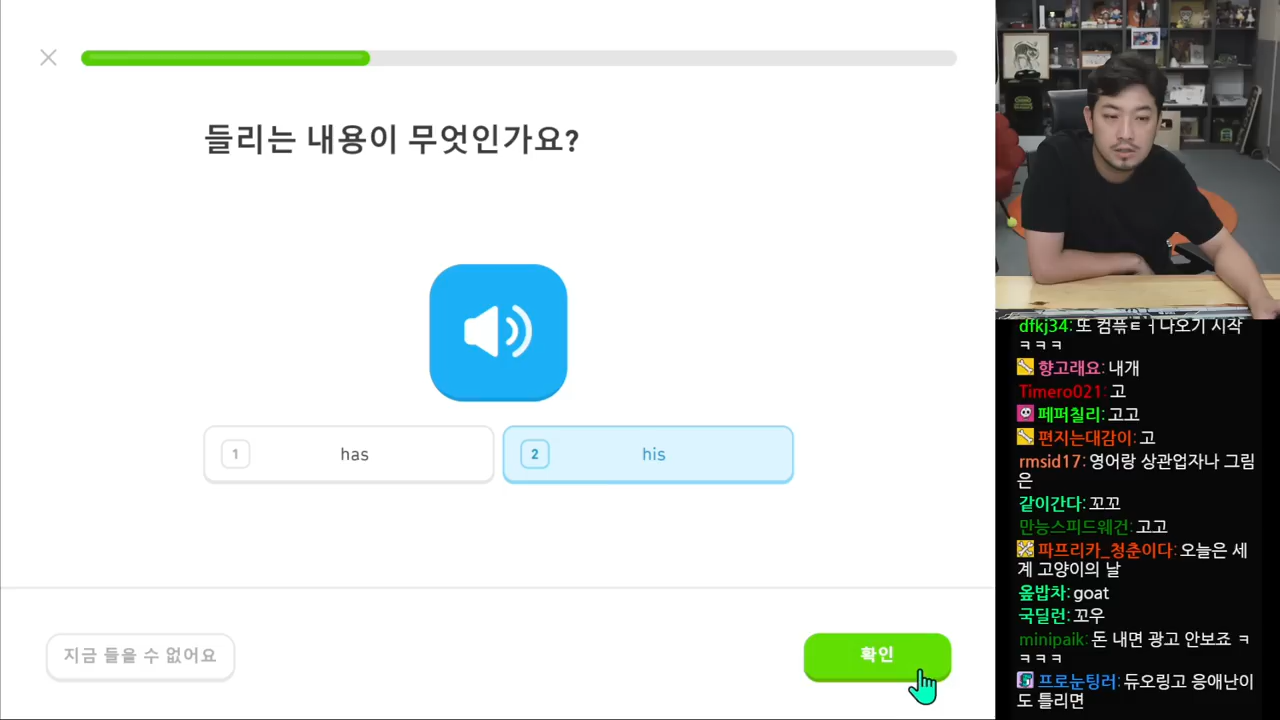 들리는 내용이 무엇인가요?
1 has
2 his
지금 들을 수 없어요
확인
dfkj34: 또 컴퓨ㅌㅓ 나오기 시작
ㅋㅋㅋ
향고래요: 내개
Timero021: 고
페퍼칠리: 고고
편지는대감이: 고
rmsid17: 영어랑 상관업자나 그림
은
같이간다: 꼬꼬
만능스피드웨건: 고고
파프리카_청춘이다: 오늘은 세
계 고양이의 날
옾밥차: goat
국딜런: 꼬우
minipaik: 돈 내면 광고 안보죠 ㅋ
ㅋㅋㅋㅋ
프로눈팅러: 듀오링고 응애난이
도 틀리면